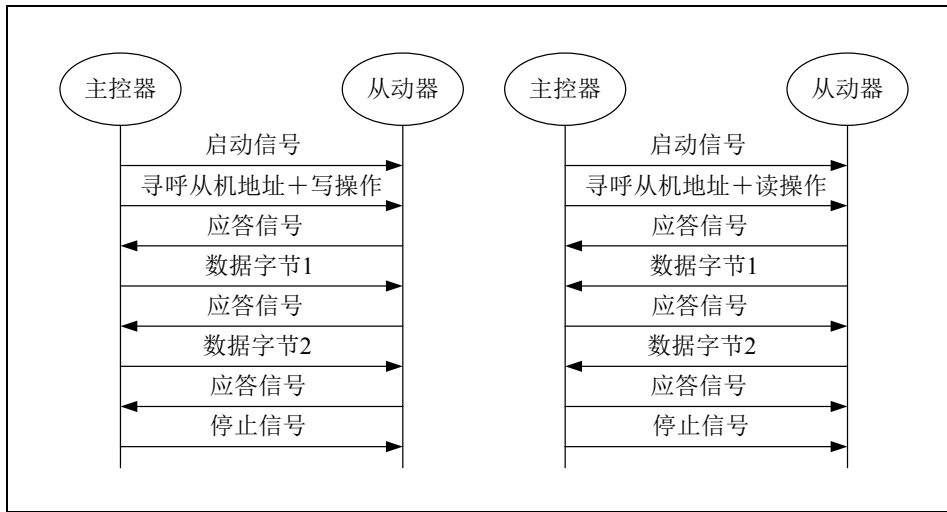 主控器
从动器
启动信号
寻呼从机地址＋写操作
应答信号
数据字节1
应答信号
数据字节2
应答信号
停止信号
主控器
从动器
启动信号
寻呼从机地址＋读操作
应答信号
数据字节1
应答信号
数据字节2
应答信号
停止信号